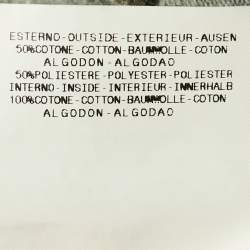 ESTERNO-OUTSIDE-EXTERIEUR-AUSEN
50%COTONE-COTTON-BAUMWOLLE-COTON
ALGODON-ALGODAO
50%POLIESTERE-POLYESTER-POLIESTER
INTERNO-INSIDE-INTERIEUR-INNERHALB
100%COTONE-COTTON-BAUMWOLLE-COTON
ALGODON-ALGODAO